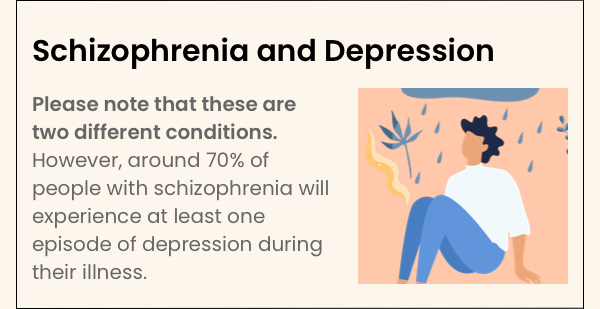 Schizophrenia and Depression
Please note that these are
two different conditions.
However, around 70% of
people with schizophrenia will
experience at least one
episode of depression during
their illness.